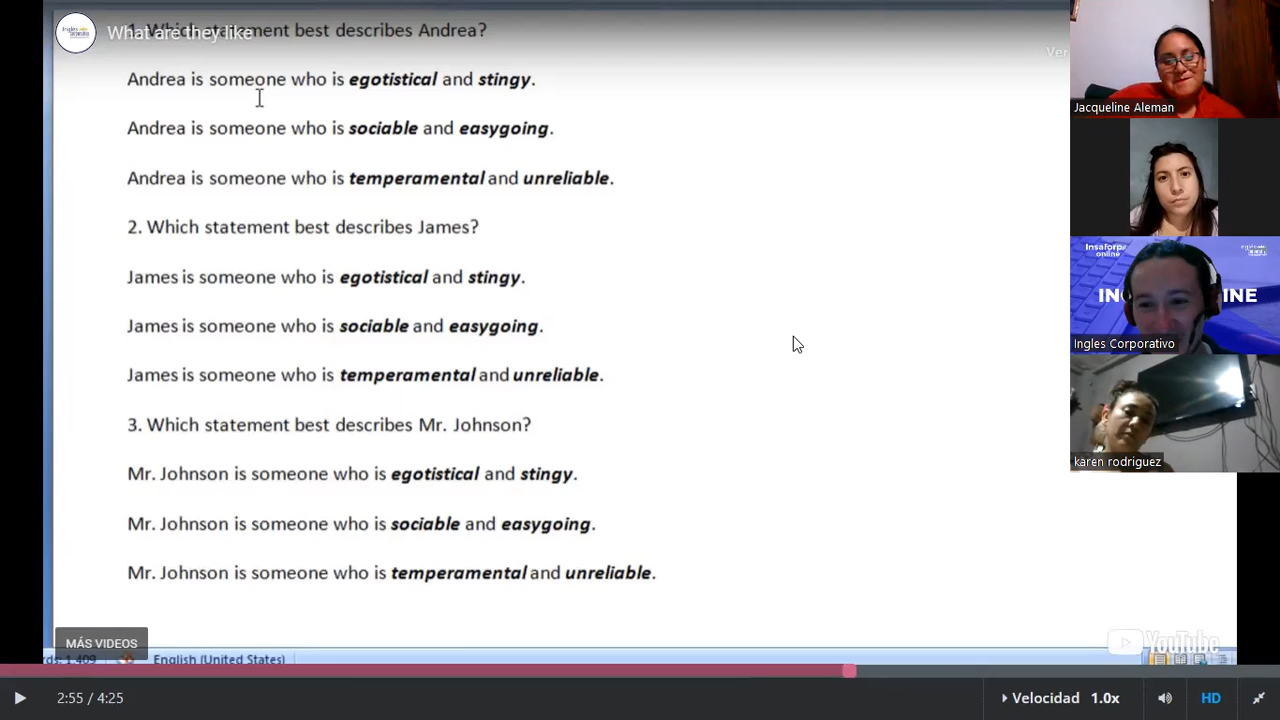 1. Which statement best describes Andrea?
What are they like
Ver
Andrea is someone who is egotistical and stingy.
Andrea is someone who is sociable and easygoing.
Andrea is someone who is temperamental and unreliable.
2. Which statement best describes James?
James is someone who is egotistical and stingy.
James is someone who is sociable and easygoing.
James is someone who is temperamental and unreliable.
3. Which statement best describes Mr. Johnson?
Mr. Johnson is someone who is egotistical and stingy.
Mr. Johnson is someone who is sociable and easygoing.
Mr. Johnson is someone who is temperamental and unreliable.
MÁS VIDEOS
YouTube
ds: 1,409 English (United States)
2:55 / 4:25
Velocidad 1.0x
HD
Jacqueline Aleman
online
Ingles Corporativo
karen rodriguez